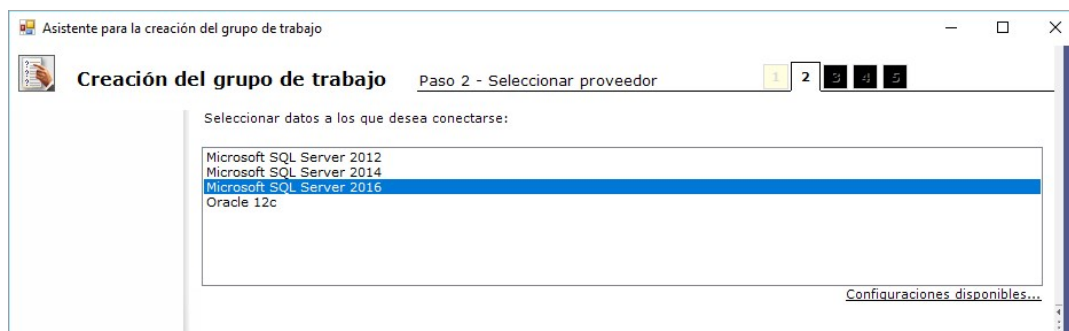 Asistente para la creación del grupo de trabajo
Creación del grupo de trabajo Paso 2 - Seleccionar proveedor 1 2 3 4 5
Seleccionar datos a los que desea conectarse:
Microsoft SQL Server 2012
Microsoft SQL Server 2014
Microsoft SQL Server 2016
Oracle 12c
Configuraciones disponibles...